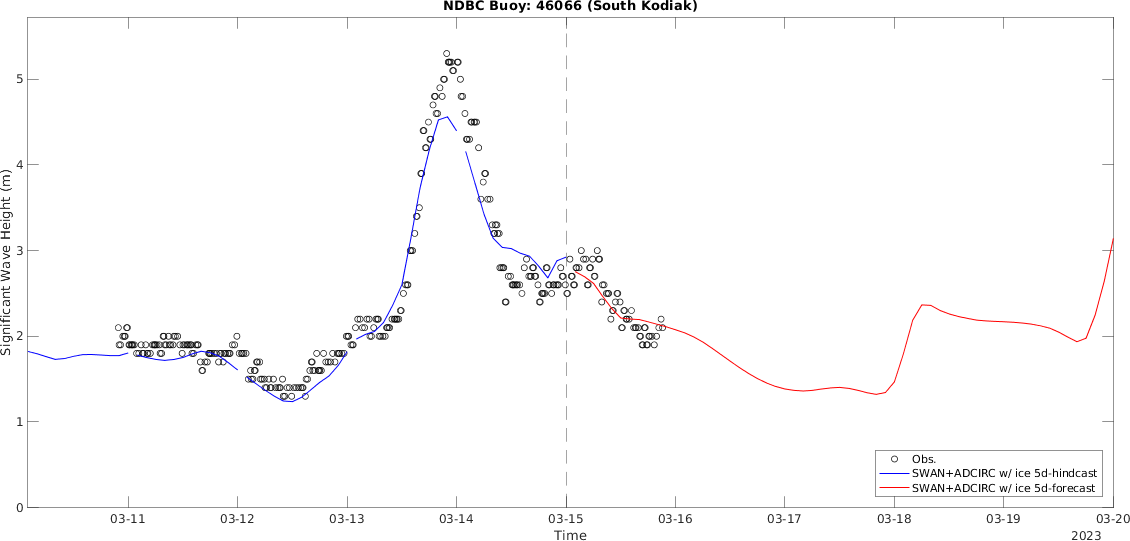 NDBC Buoy: 46066 (South Kodiak)
Significant Wave Height (m)
5
4
3
2
1
0
Obs.
SWAN+ADCIRC w/ ice 5d-hindcast
SWAN+ADCIRC w/ ice 5d-forecast
03-11 03-12 03-13 03-14 03-15 03-16 03-17 03-18 03-19 03-20
Time
2023